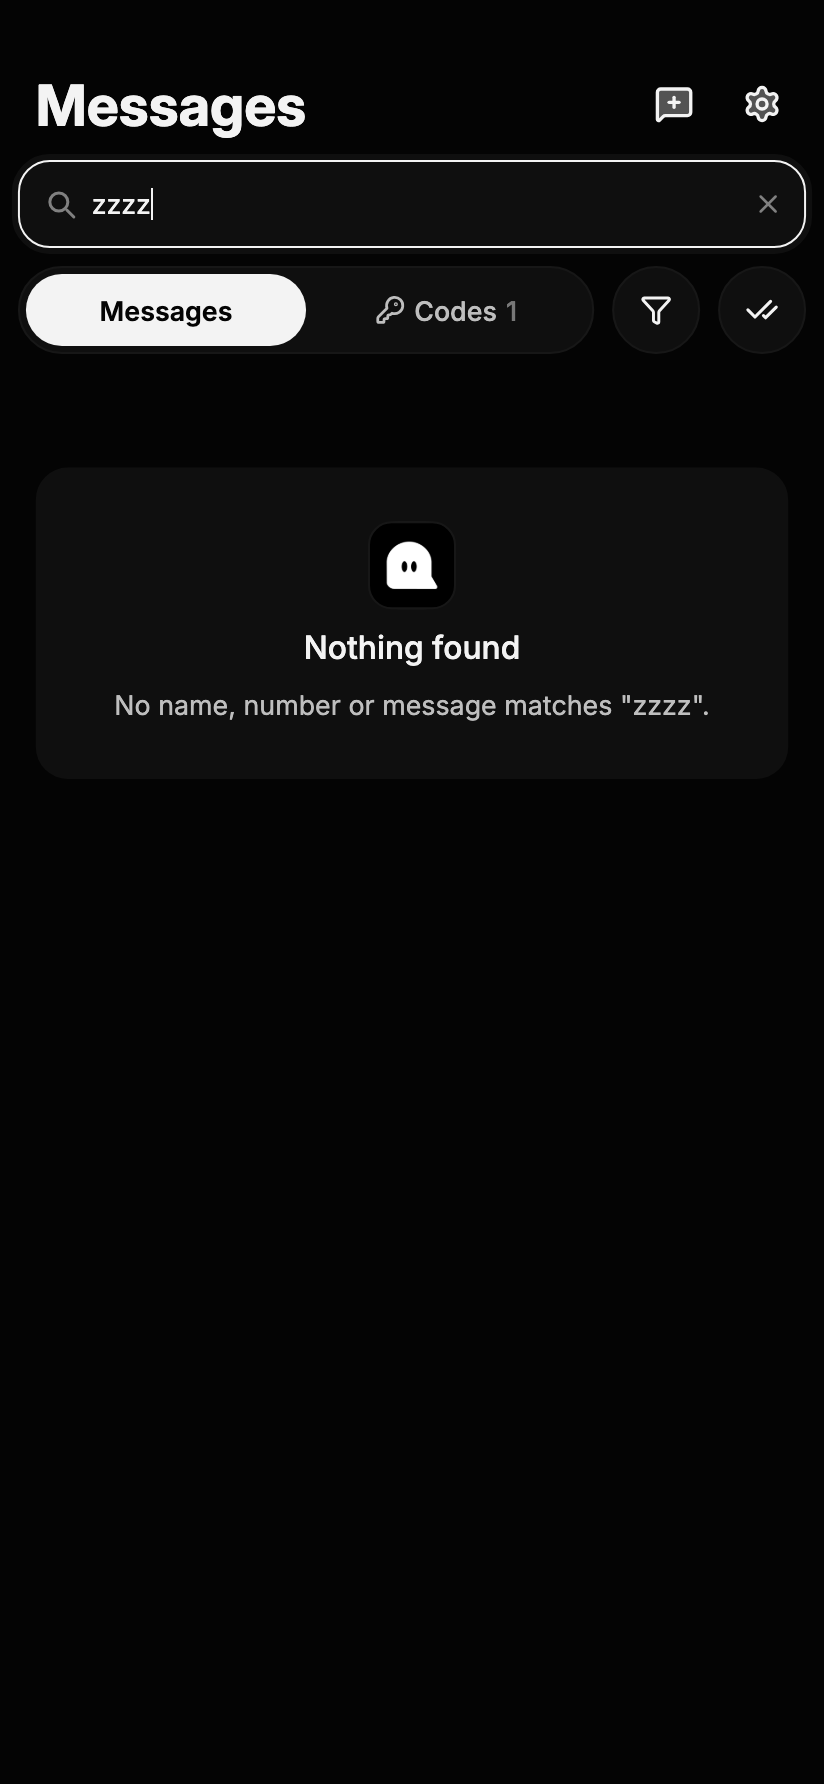 Messages
zzzz
Messages
Codes 1
Nothing found
No name, number or message matches "zzzz".